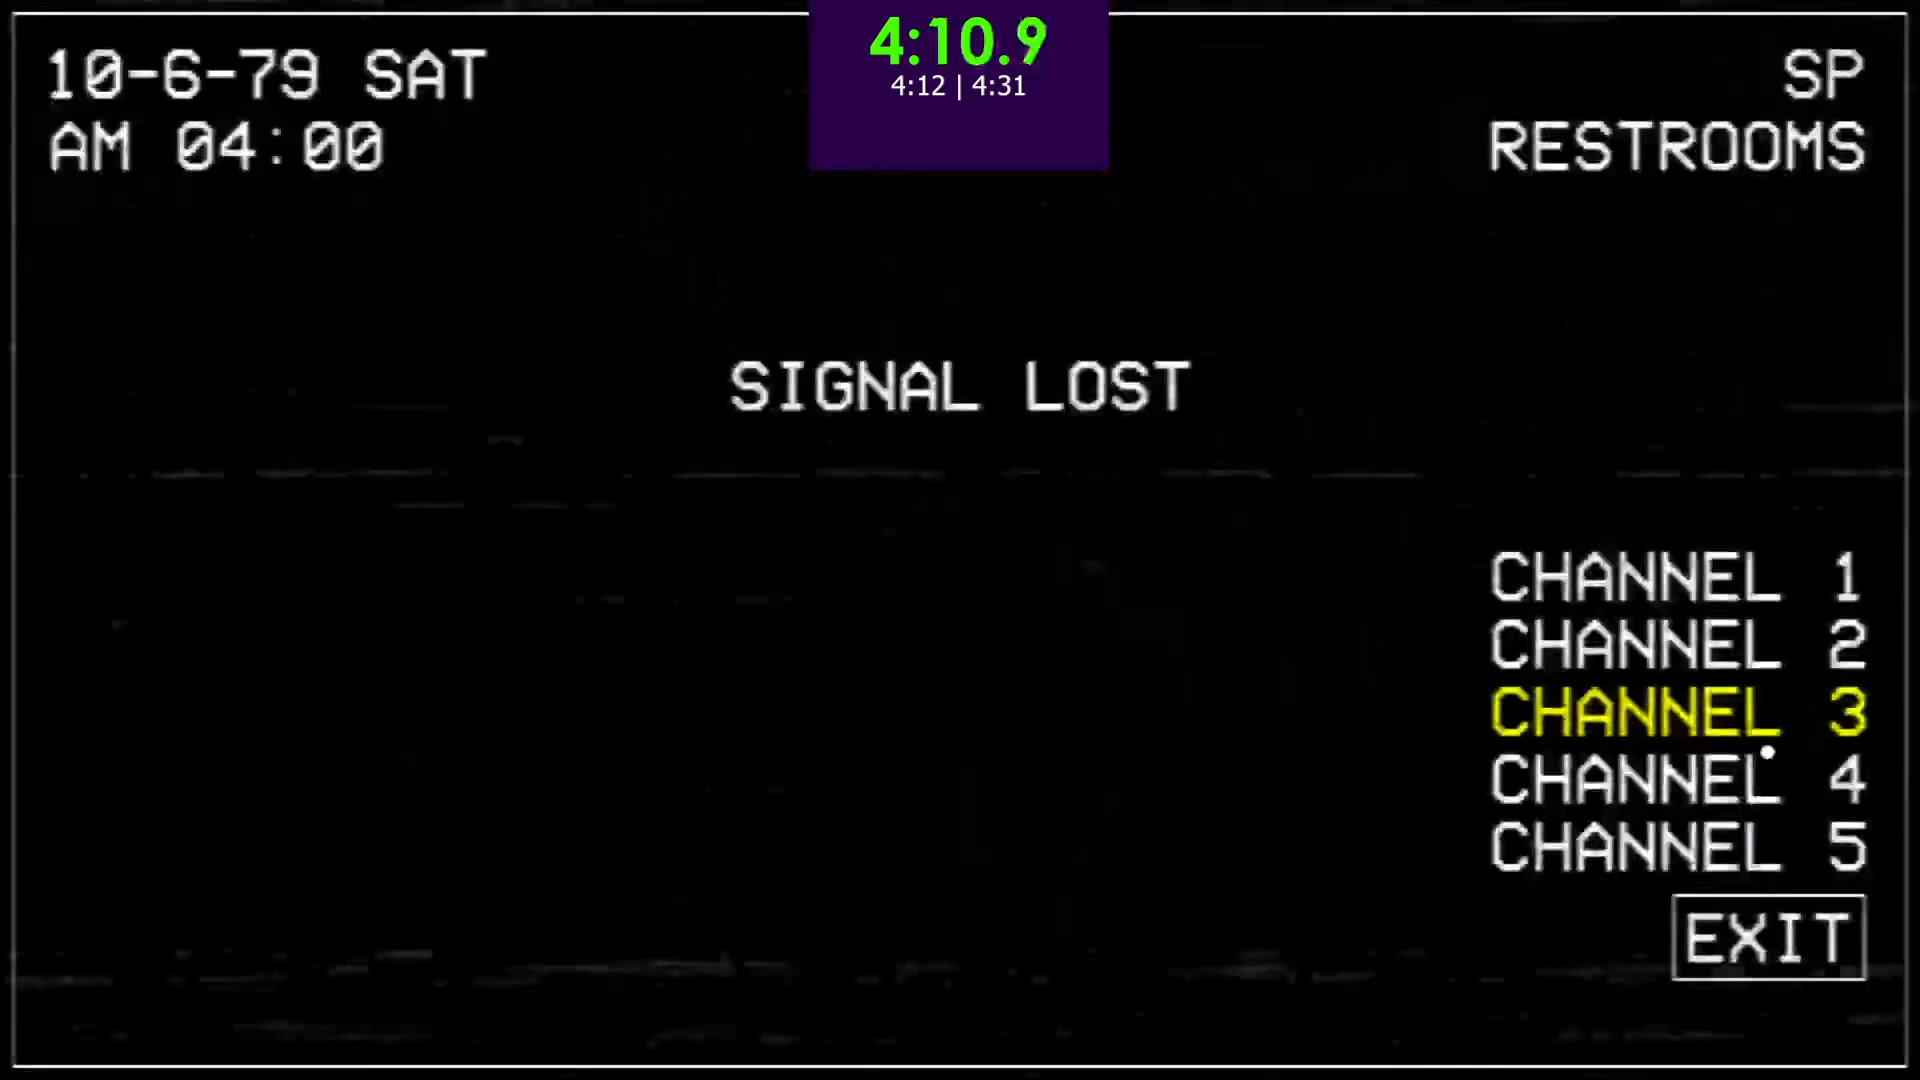 4:10.9
4:12 | 4:31
10-6-79 SAT
AM 04:00
SP
RESTROOMS
SIGNAL LOST
CHANNEL 1
CHANNEL 2
CHANNEL 3
CHANNEL 4
CHANNEL 5
EXIT